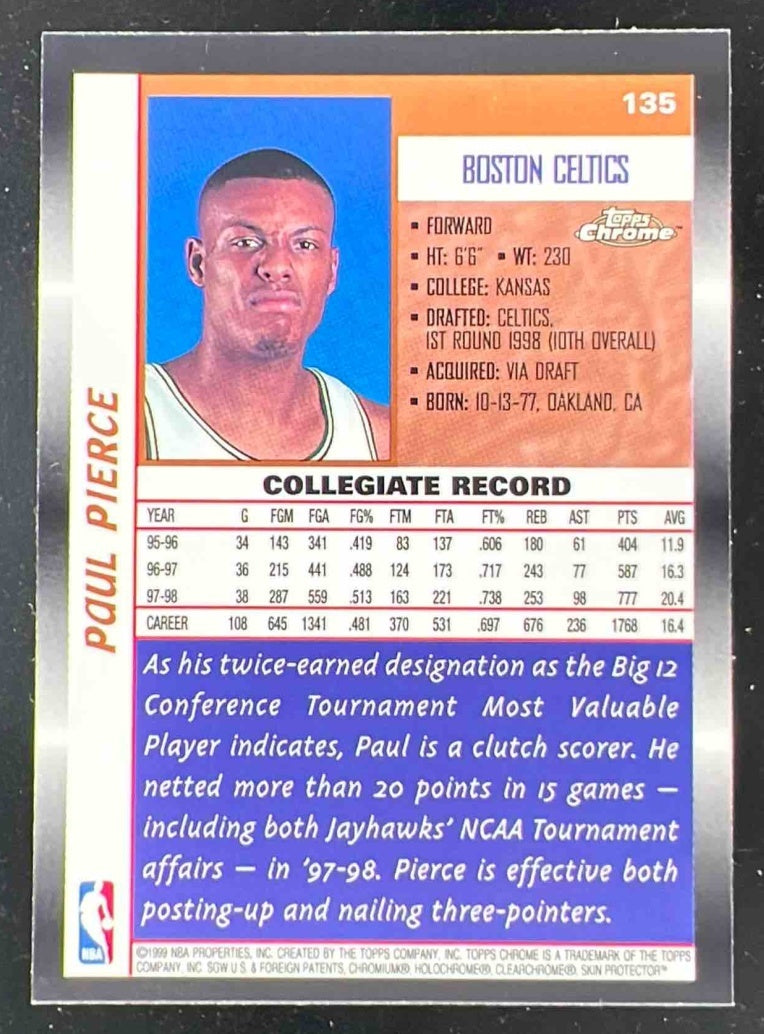 135
BOSTON CELTICS
Topps
Chrome™
▪ FORWARD
▪ HT: 6'6" ▪ WT: 230
▪ COLLEGE: KANSAS
▪ DRAFTED: CELTICS,
1ST ROUND 1998 (10TH OVERALL)
▪ ACQUIRED: VIA DRAFT
▪ BORN: 10-13-77, OAKLAND, CA
PAUL PIERCE
COLLEGIATE RECORD
YEAR G FGM FGA FG% FTM FTA FT% REB AST PTS AVG
95-96 34 143 341 .419 83 137 .606 180 61 404 11.9
96-97 36 215 441 .488 124 173 .717 243 77 587 16.3
97-98 38 287 559 .513 163 221 .738 253 98 777 20.4
CAREER 108 645 1341 .481 370 531 .697 676 236 1768 16.4
As his twice-earned designation as the Big 12
Conference Tournament Most Valuable
Player indicates, Paul is a clutch scorer. He
netted more than 20 points in 15 games —
including both Jayhawks' NCAA Tournament
affairs — in '97-98. Pierce is effective both
posting-up and nailing three-pointers.
NBA
©1999 NBA PROPERTIES, INC. CREATED BY THE TOPPS COMPANY, INC. TOPPS CHROME IS A TRADEMARK OF THE TOPPS
COMPANY, INC. SGW U.S. & FOREIGN PATENTS, CHROMIUM®, HOLOCHROME®, CLEARCHROME®, SKIN PROTECTOR™